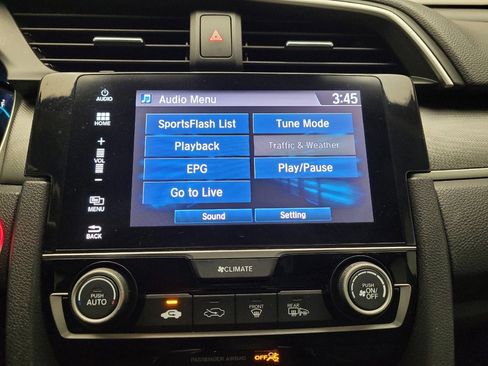 Audio Menu 3:45
AUDIO
HOME
VOL
MENU
BACK
SportsFlash List
Tune Mode
Playback
Traffic & Weather
EPG
Play/Pause
Go to Live
Sound
Setting
CLIMATE
PUSH
AUTO
FRONT
REAR
PUSH
ON/
OFF
PASSENGER AIRBAG OFF